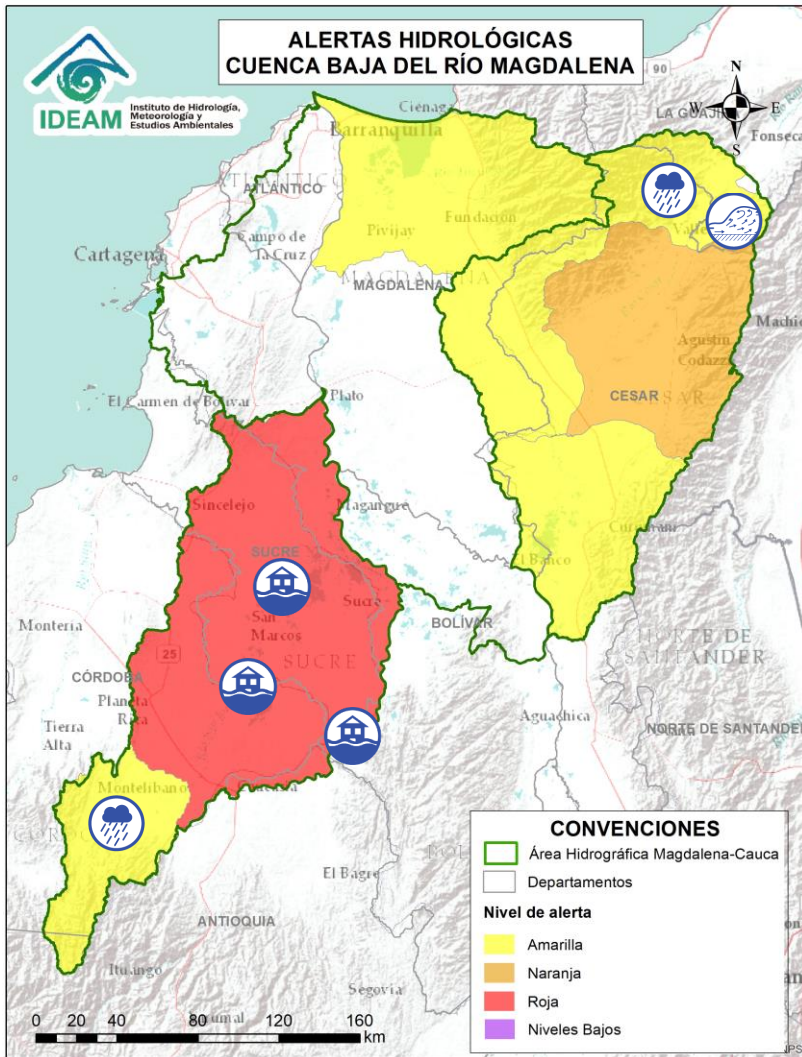 ALERTAS HIDROLÓGICAS
CUENCA BAJA DEL RÍO MAGDALENA
IDEAM
Instituto de Hidrología,
Meteorología y
Estudios Ambientales
N
W
E
S
90
LA GUAJIRA
Fonseca
Ciénaga
Barranquilla
ATLÁNTICO
Cartagena
Campo de
la Cruz
Pivijay
Fundación
MAGDALENA
MAGDALENA
Agustín
Codazzi
CESAR
El Carmen de Bolívar
Plato
Sincelejo
Magangue
SUCRE
Sucre
San
Marcos
SUCRE
El Banco
BOLÍVAR
NORTE DE
SANTANDER
Montería
25
CÓRDOBA
Planeta
Rica
Tierra
Alta
Aguachica
NORTE DE SANTANDER
Montelibano
El Bagre
ANTIOQUIA
Ituango
Segovia
0 20 40 80 120 160
km
CONVENCIONES
Área Hidrográfica Magdalena-Cauca
Departamentos
Nivel de alerta
Amarilla
Naranja
Roja
Niveles Bajos